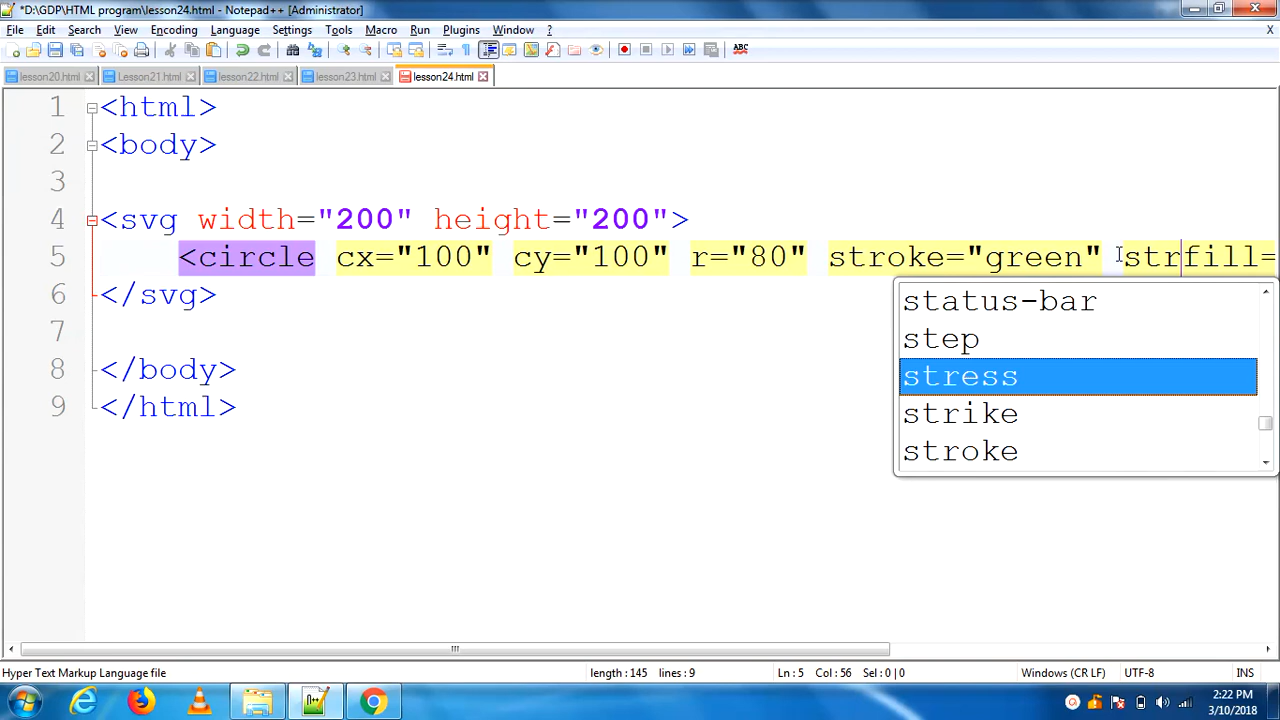 *D:\GDP\HTML program\lesson24.html - Notepad++ [Administrator]
File Edit Search View Encoding Language Settings Tools Macro Run Plugins Window ? X
ABC
lesson20.html Lesson21.html lesson22.html lesson23.html lesson24.html
1 <html>
2 <body>
3
4 <svg width="200" height="200">
5 <circle cx="100" cy="100" r="80" stroke="green" strfill=
6 </svg>
7
8 </body>
9 </html>
status-bar
step
stress
strike
stroke
Hyper Text Markup Language file length : 145 lines : 9 Ln : 5 Col : 56 Sel : 0 | 0 Windows (CR LF) UTF-8 INS
2:22 PM
3/10/2018